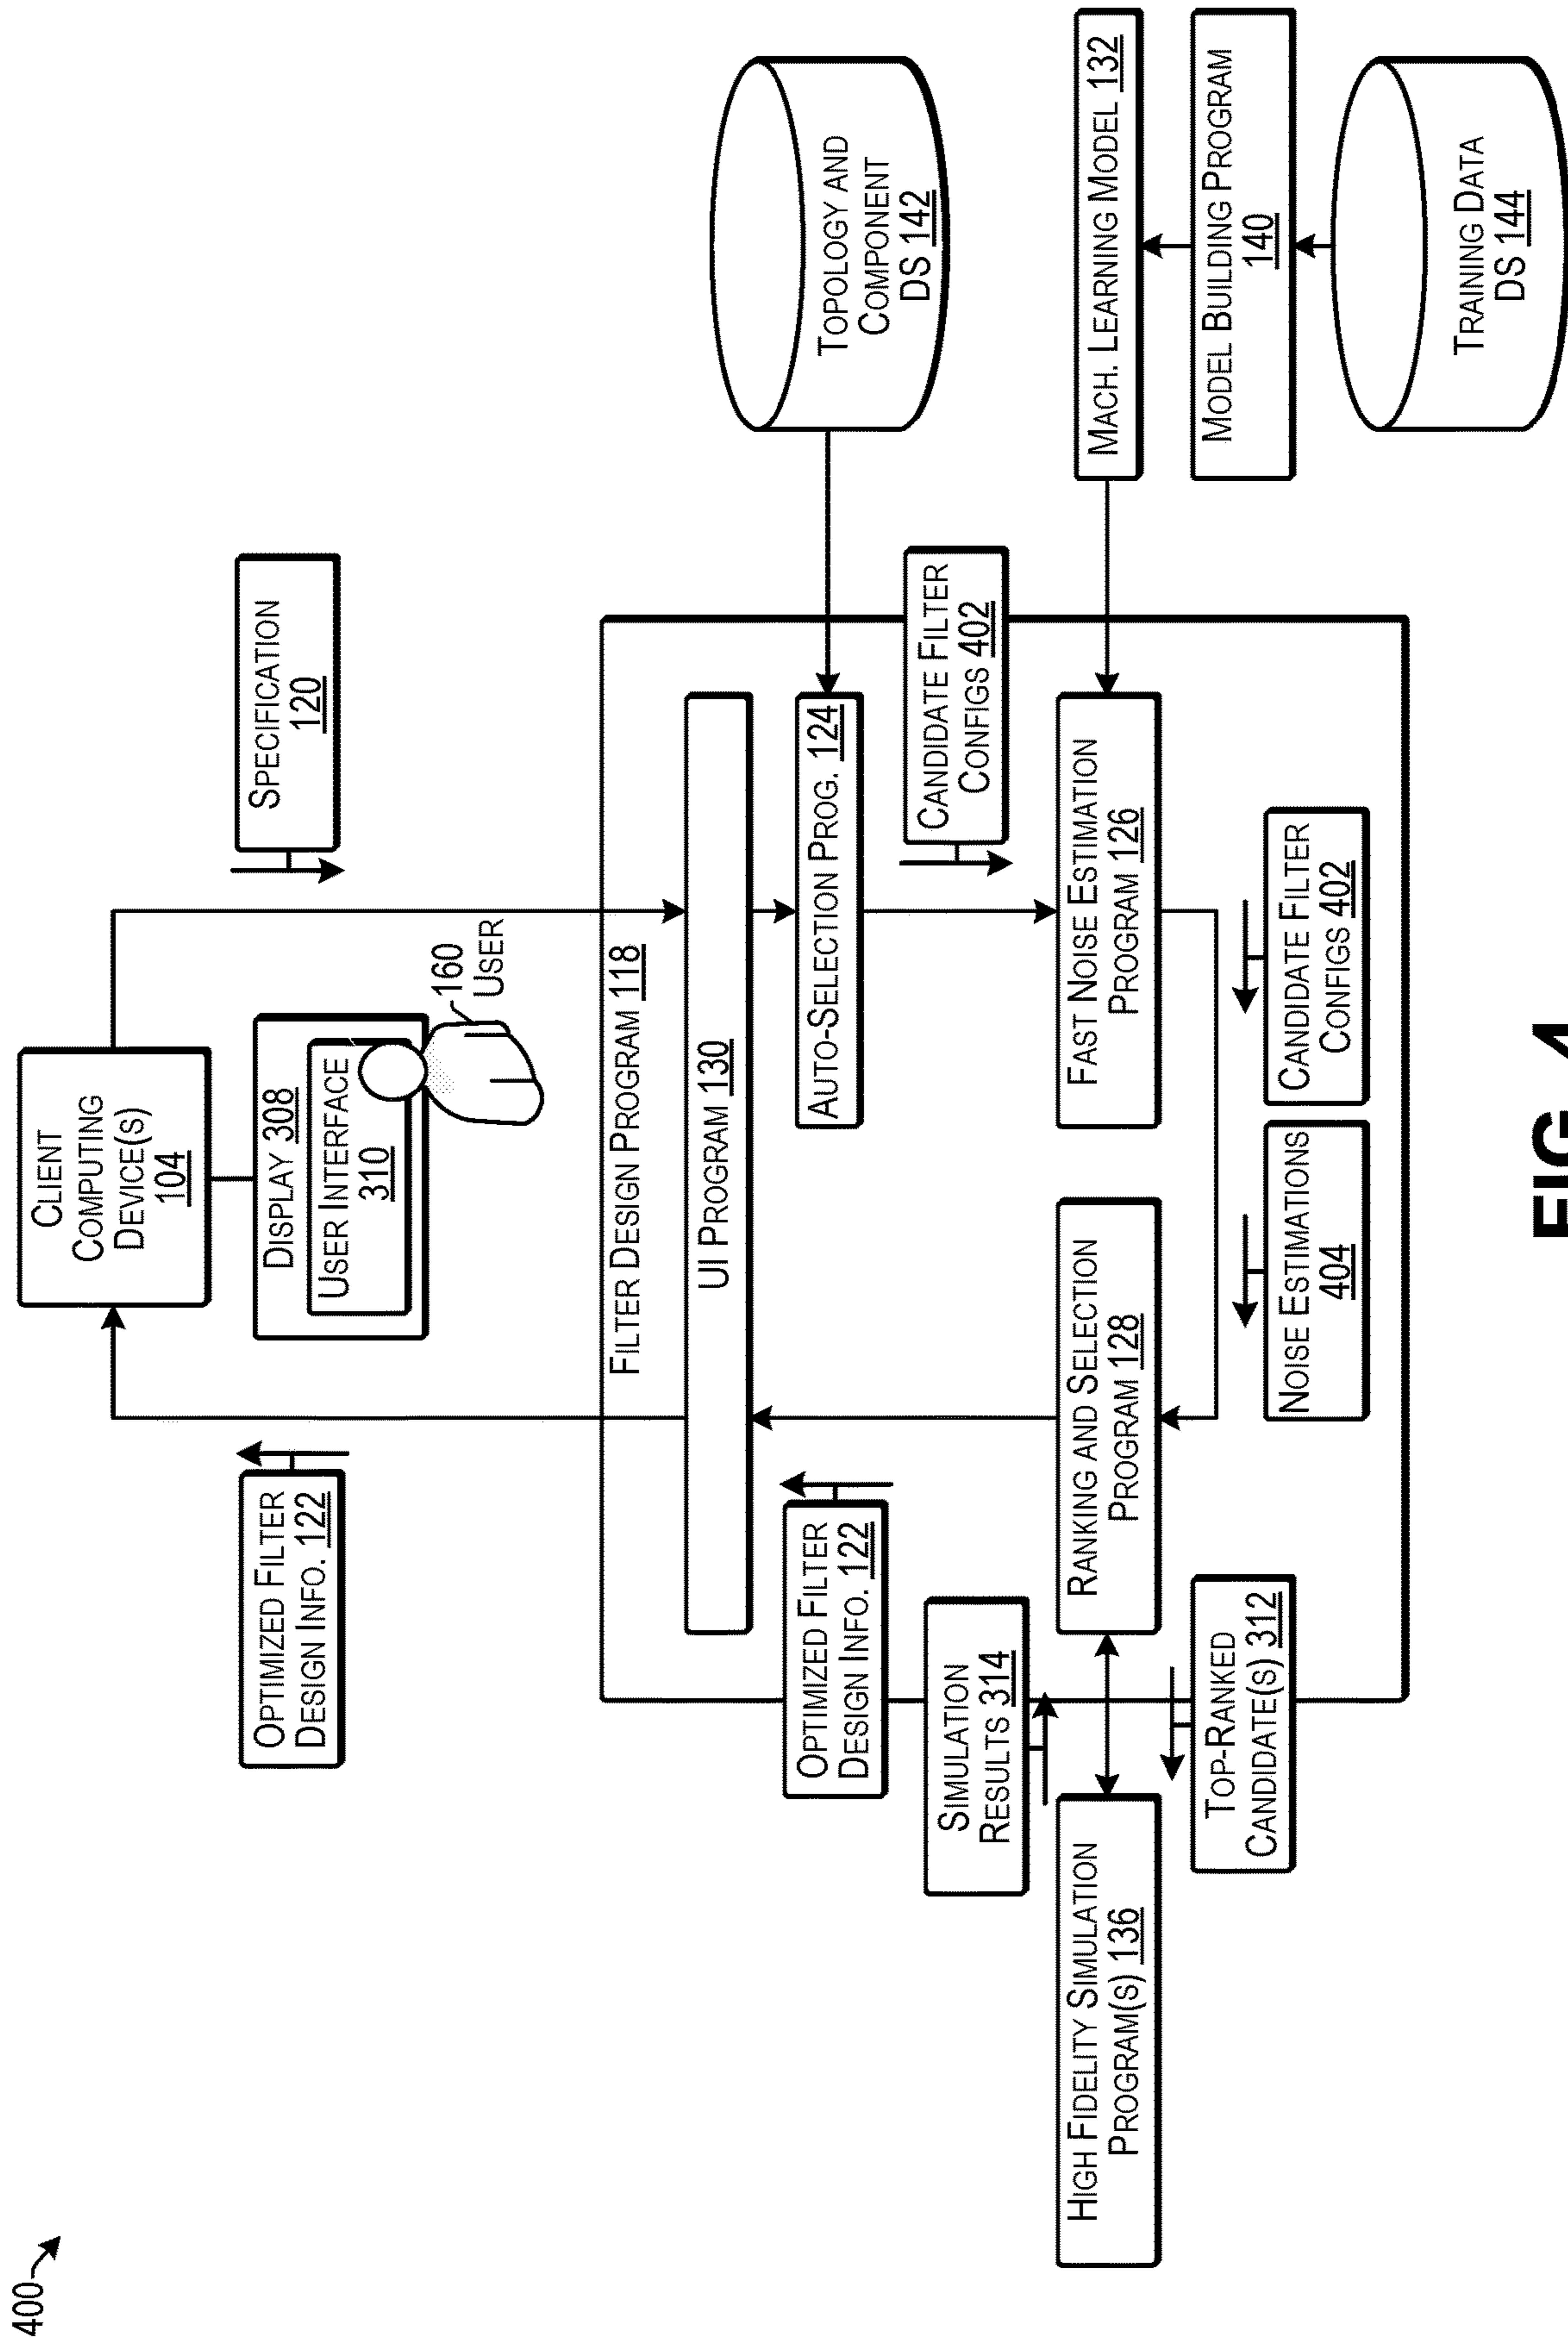 400
CLIENT
COMPUTING
DEVICE(S)
104
OPTIMIZED FILTER
DESIGN INFO. 122
DISPLAY 308
USER INTERFACE
310
160
USER
SPECIFICATION
120
FILTER DESIGN PROGRAM 118
UI PROGRAM 130
OPTIMIZED FILTER
DESIGN INFO. 122
AUTO-SELECTION PROG. 124
TOPOLOGY AND
COMPONENT
DS 142
SIMULATION
RESULTS 314
CANDIDATE FILTER
CONFIGS 402
HIGH FIDELITY SIMULATION
PROGRAM(S) 136
RANKING AND SELECTION
PROGRAM 128
FAST NOISE ESTIMATION
PROGRAM 126
MACH. LEARNING MODEL 132
TOP-RANKED
CANDIDATE(S) 312
NOISE ESTIMATIONS
404
CANDIDATE FILTER
CONFIGS 402
MODEL BUILDING PROGRAM
140
TRAINING DATA
DS 144
FIG. 4